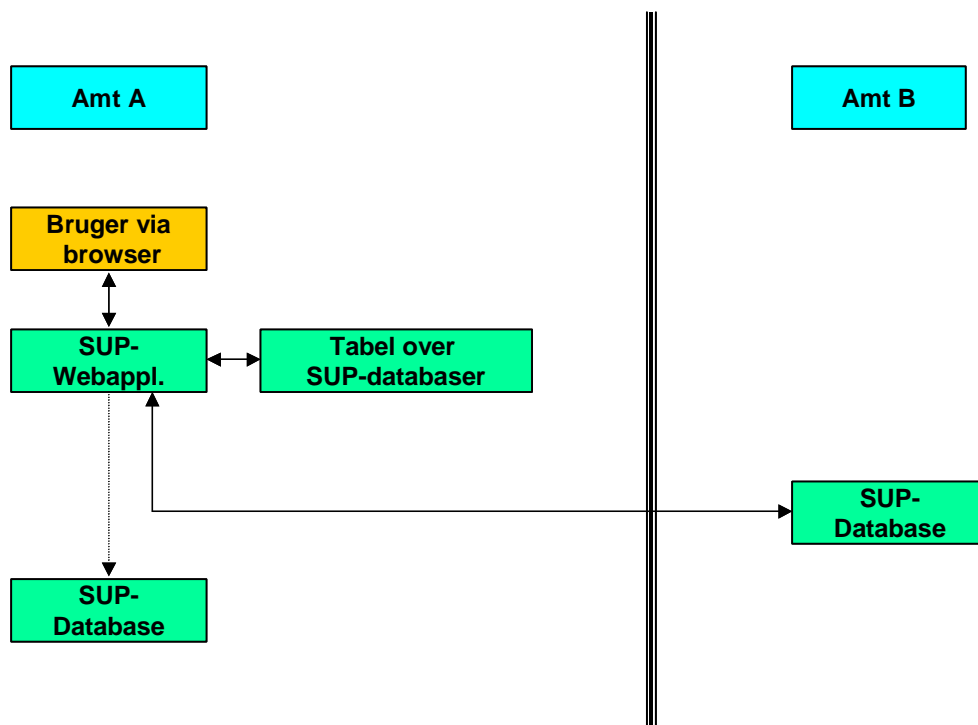 Amt A
Amt B
Bruger via
browser
SUP-
Webappl.
Tabel over
SUP-databaser
SUP-
Database
SUP-
Database